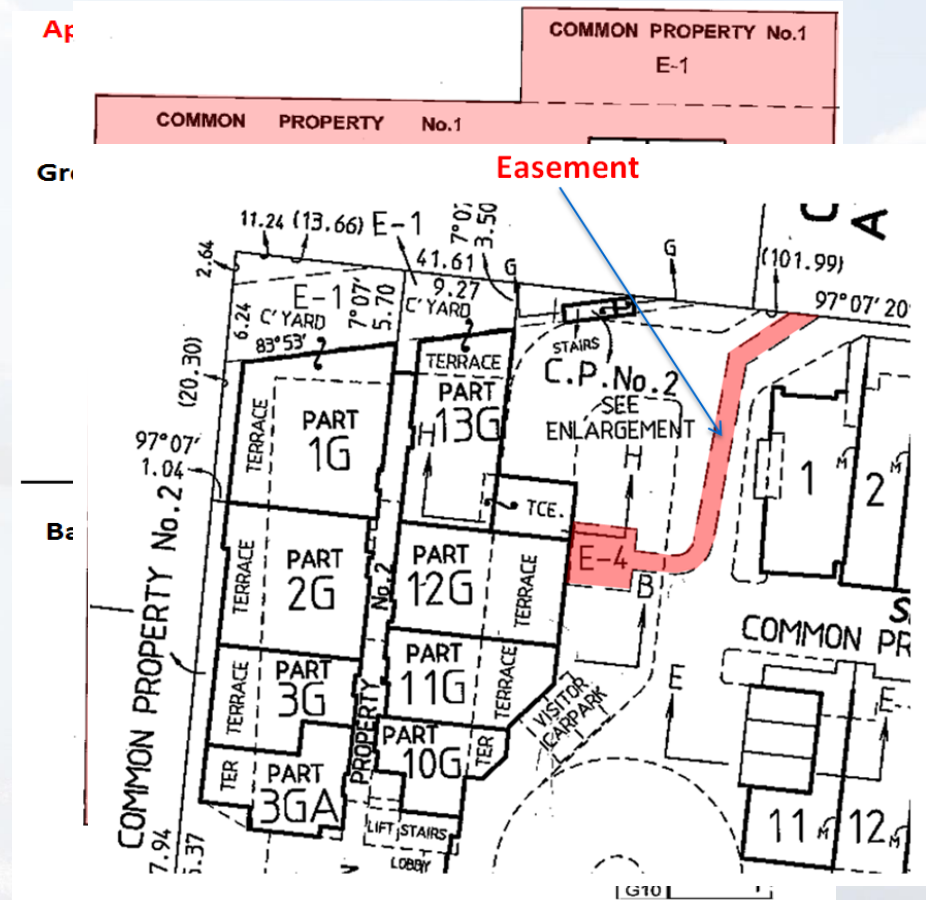 Ap
COMMON PROPERTY No.1
E-1
COMMON PROPERTY No.1
Gro
Easement
11.24 (13.66) E-1
7°07'
3.50
2.64
41.61
G
G
(101.99)
97°07'20
E-1
C'YARD
83°53'
6.24
7°07'
5.70
9.27
C'YARD
STAIRS
C.P.No.2
SEE
ENLARGEMENT
(20.30)
TERRACE
TERRACE
PART
1G
PART
13G
H
H
97°07'
1.04
TCE.
1
M
2
M
TERRACE
PART
2G
No.2
PART
12G
TERRACE
E-4
B
COMMON PROPERTY No.2
COMMON PR
Ba
TERRACE
PART
3G
PART
11G
TERRACE
VISITOR
CARPARK
E
E
PROPERTY
PART
10G
TER
TER
PART
3GA
LIFT STAIRS
LOBBY
11
M
12
M
7.94
5.37
G10